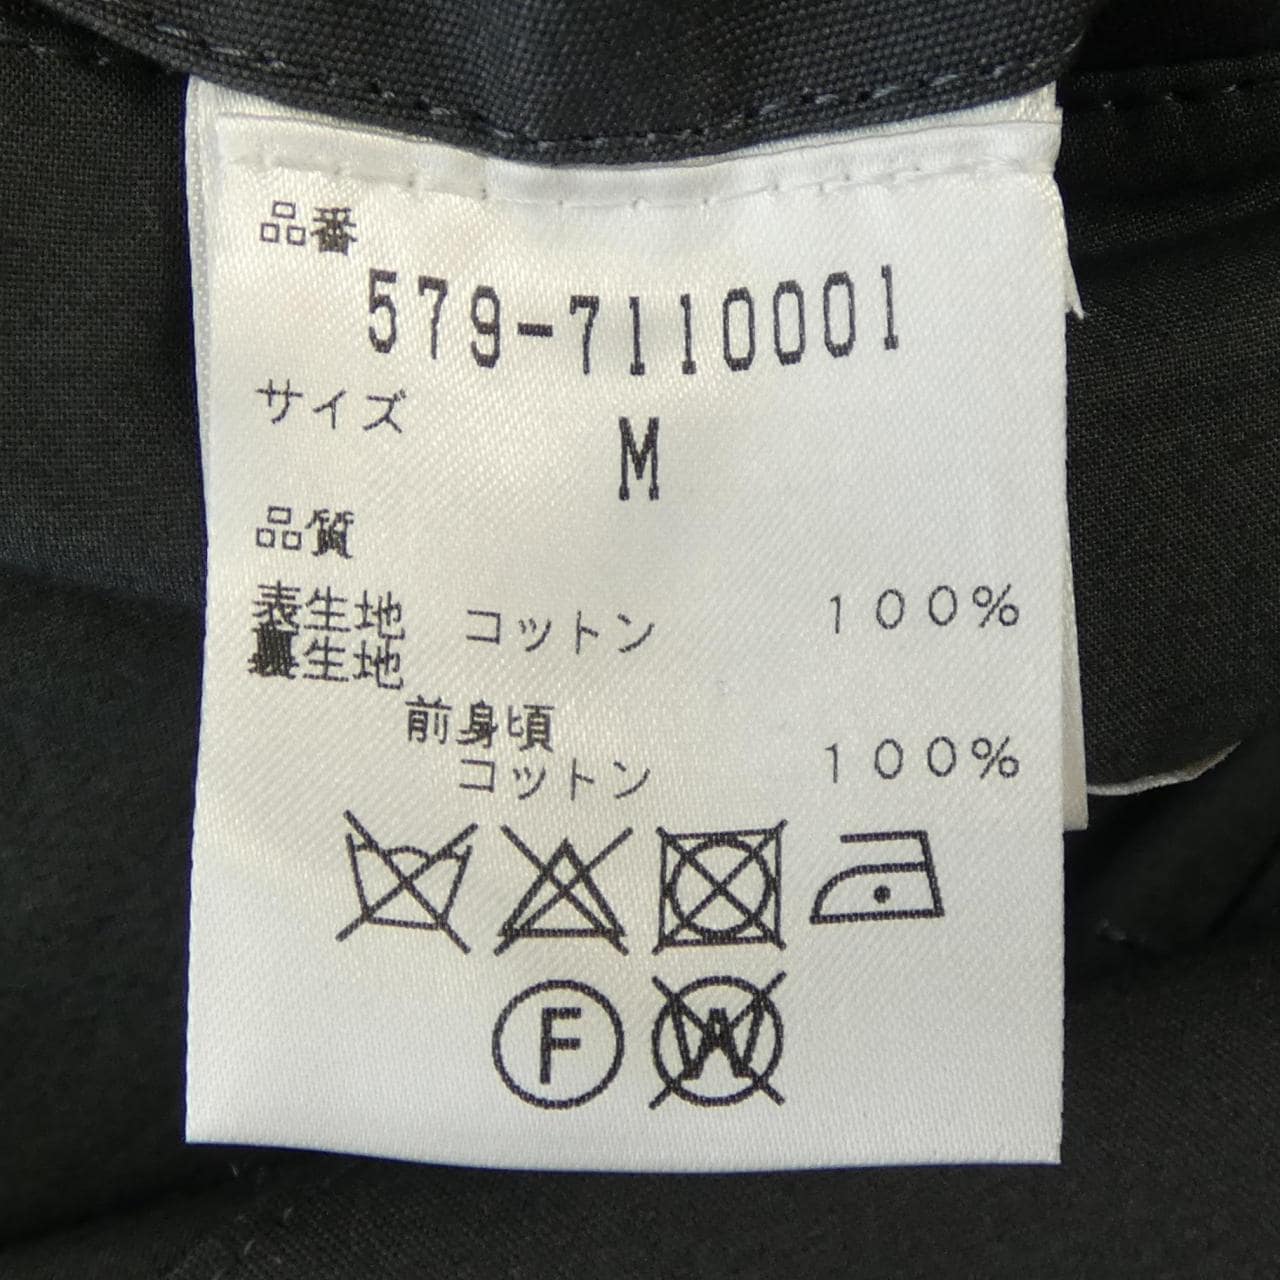 品番
579-7110001
サイズ
M
品質
表生地 コットン 100%
裏生地
前身頃
コットン 100%
F W